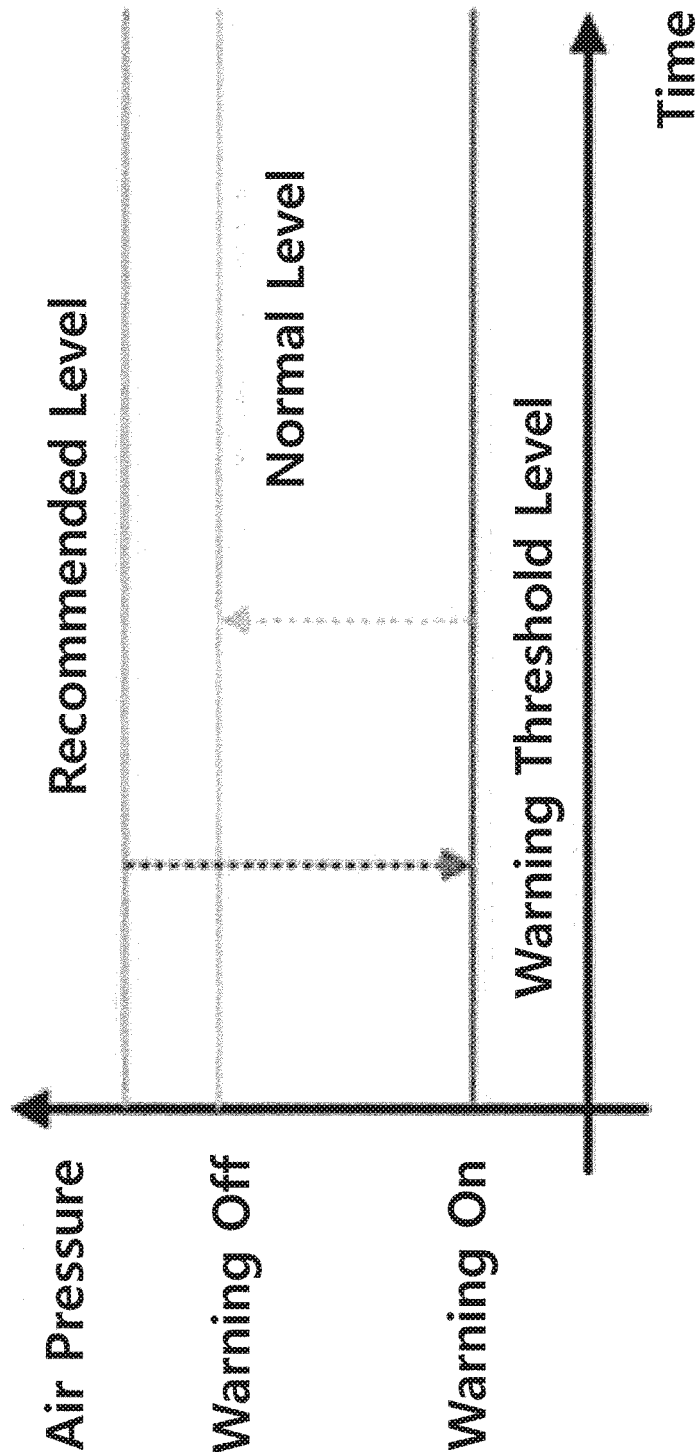 Air Pressure
Recommended Level
Warning Off
Normal Level
Warning On
Warning Threshold Level
Time